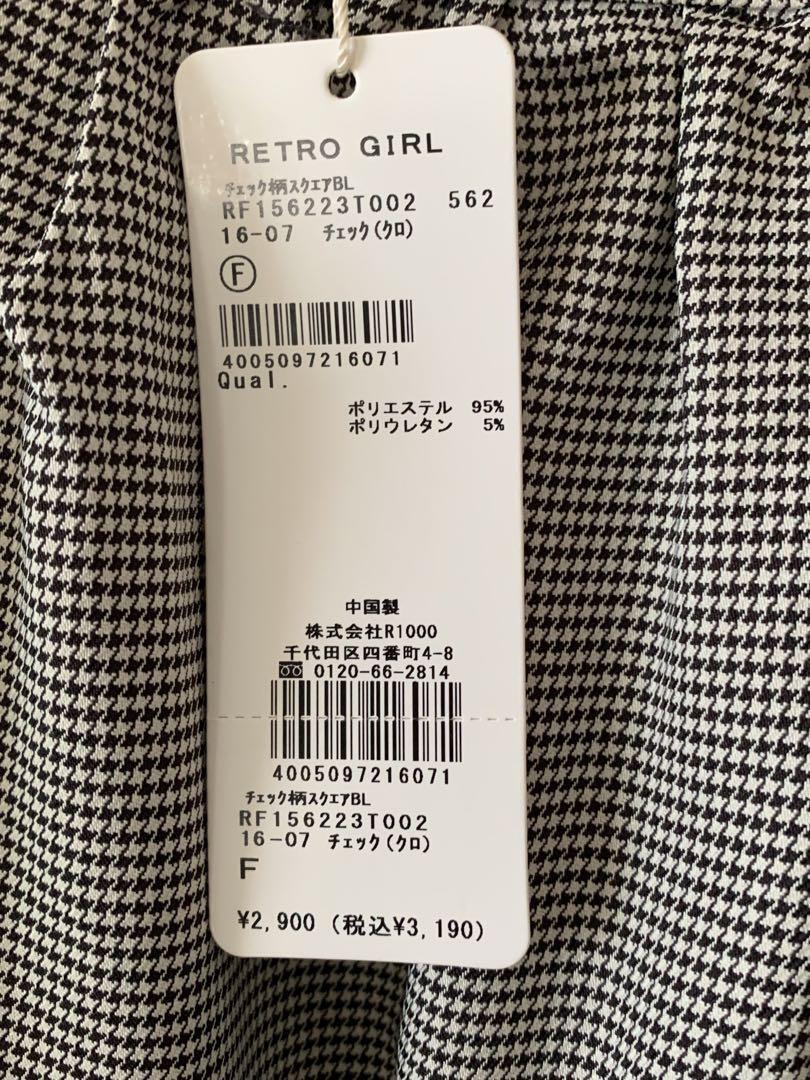 RETRO GIRL
チェック柄スクエアBL
RF156223T002 562
16-07 チェック(クロ)
F
4005097216071
Qual.
ポリエステル 95%
ポリウレタン 5%
中国製
株式会社R1000
千代田区四番町4-8
0120-66-2814
4005097216071
チェック柄スクエアBL
RF156223T002
16-07 チェック(クロ)
F
¥2,900 (税込¥3,190)